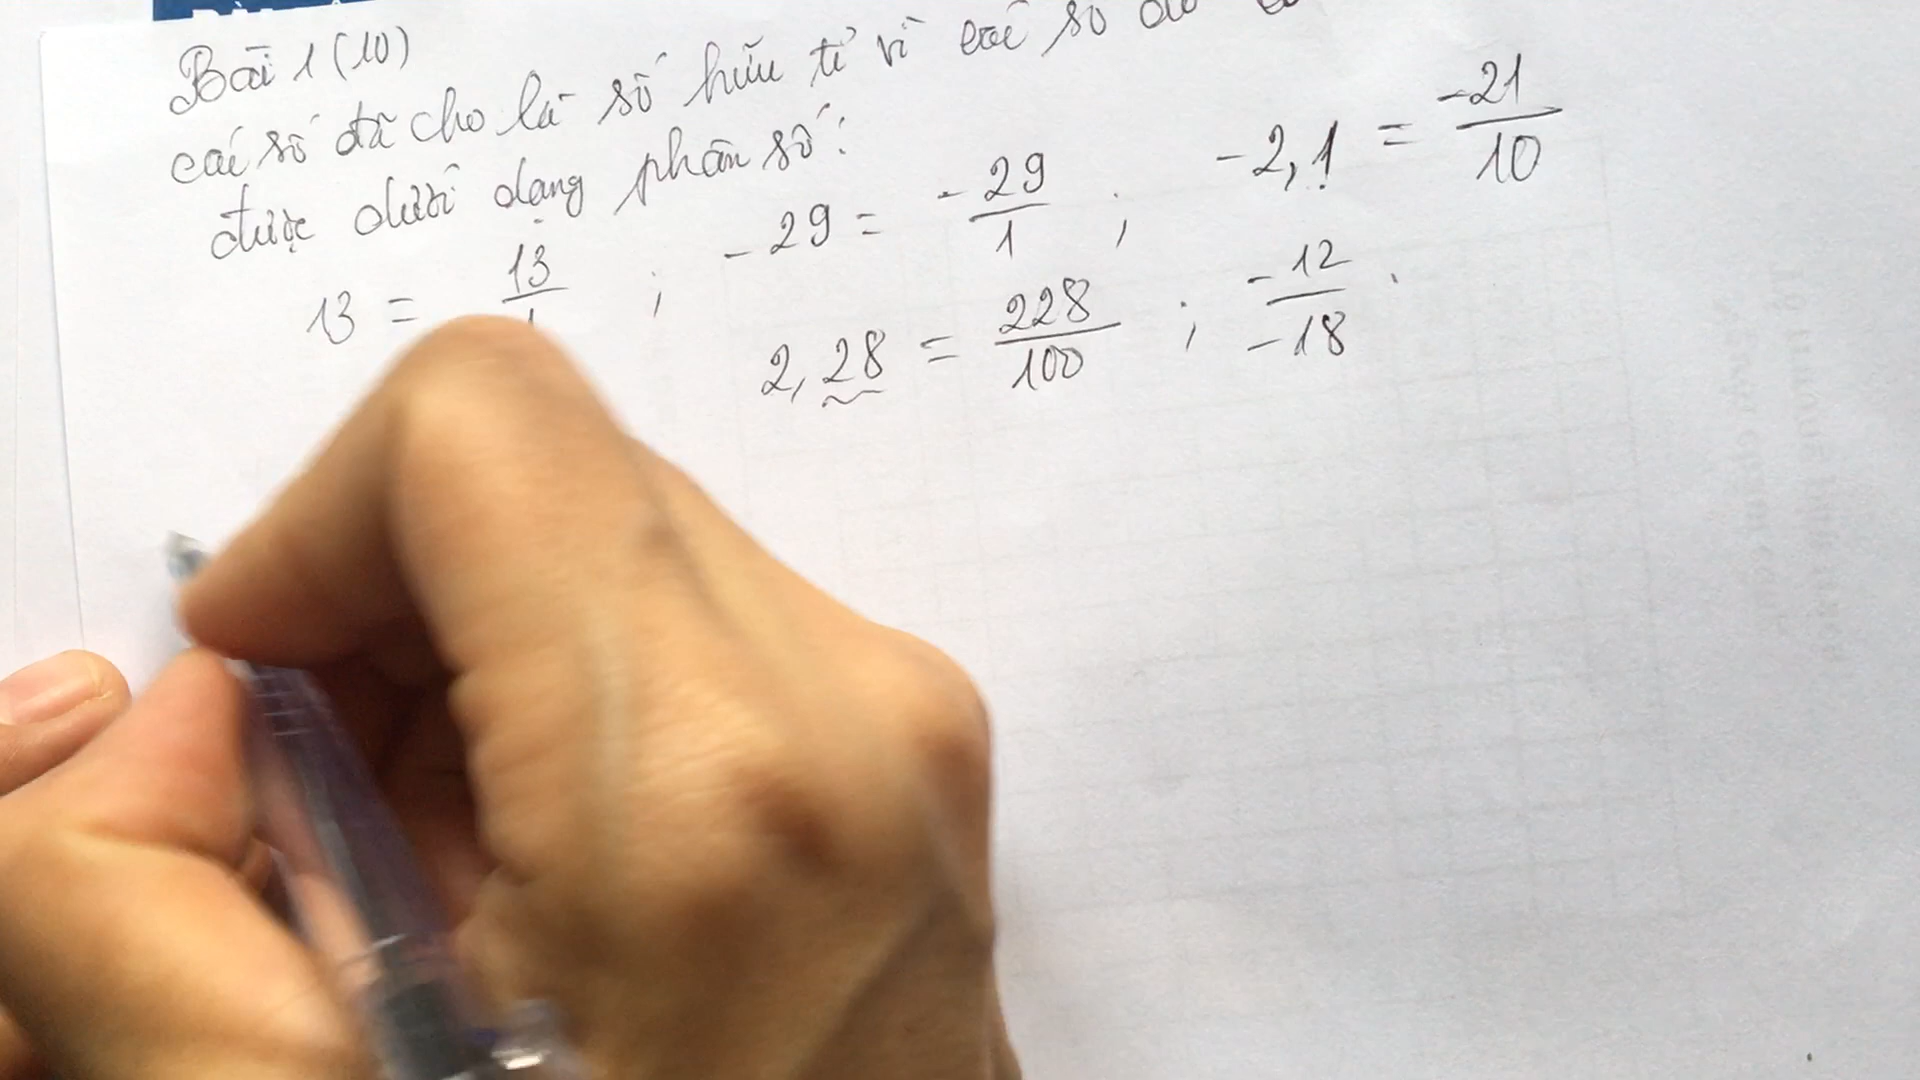 Bài 1 (10)
các số đã cho là số hữu tỉ vì các số đó
được dưới dạng phân số:
13 = 13/1 ; -29 = -29/1 ; -2,1 = -21/10
2,28 = 228/100 ; -12/-18 .